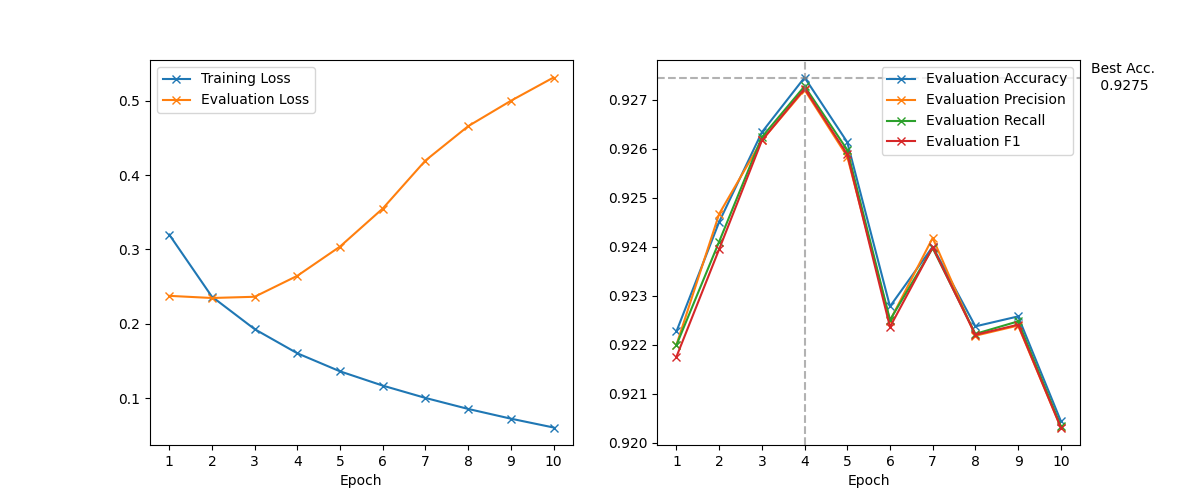 Training Loss
Evaluation Loss
0.5
0.4
0.3
0.2
0.1
1 2 3 4 5 6 7 8 9 10
Epoch
Evaluation Accuracy
Evaluation Precision
Evaluation Recall
Evaluation F1
Best Acc.
0.9275
0.927
0.926
0.925
0.924
0.923
0.922
0.921
0.920
1 2 3 4 5 6 7 8 9 10
Epoch